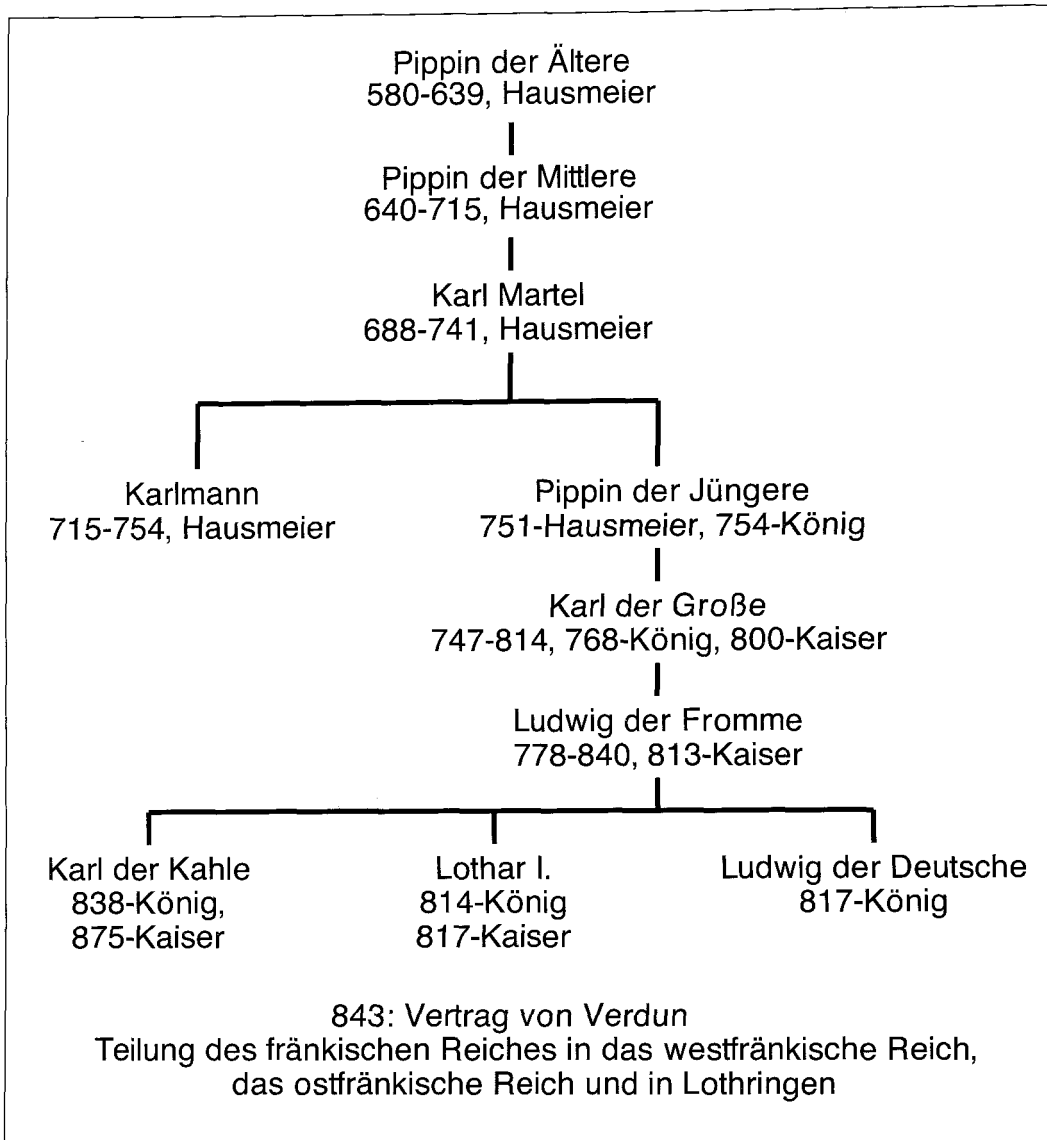 Pippin der Ältere
580-639, Hausmeier
Pippin der Mittlere
640-715, Hausmeier
Karl Martel
688-741, Hausmeier
Karlmann
715-754, Hausmeier
Pippin der Jüngere
751-Hausmeier, 754-König
Karl der Große
747-814, 768-König, 800-Kaiser
Ludwig der Fromme
778-840, 813-Kaiser
Karl der Kahle
838-König,
875-Kaiser
Lothar I.
814-König
817-Kaiser
Ludwig der Deutsche
817-König
843: Vertrag von Verdun
Teilung des fränkischen Reiches in das westfränkische Reich,
das ostfränkische Reich und in Lothringen